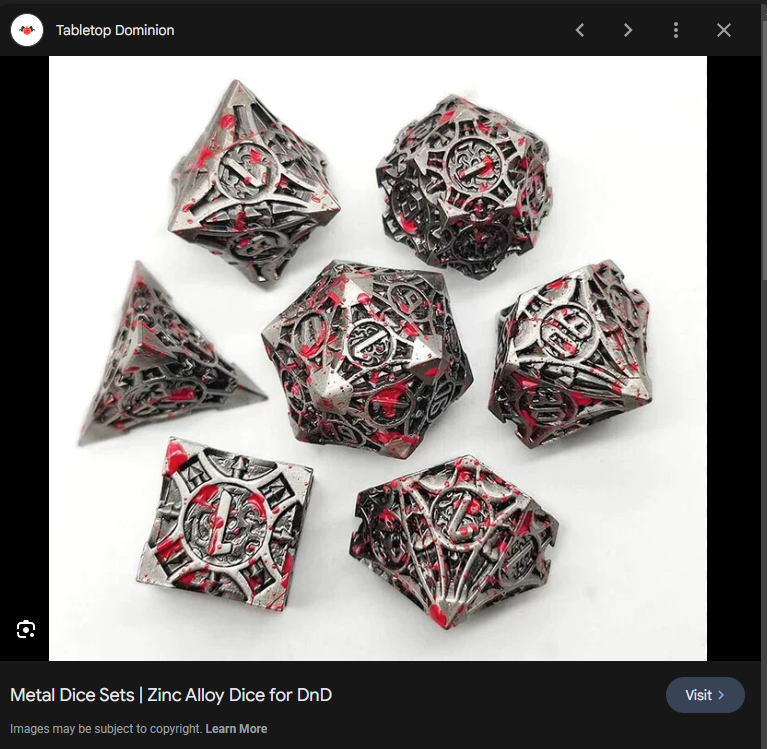 Tabletop Dominion
Metal Dice Sets | Zinc Alloy Dice for DnD
Visit
Images may be subject to copyright. Learn More